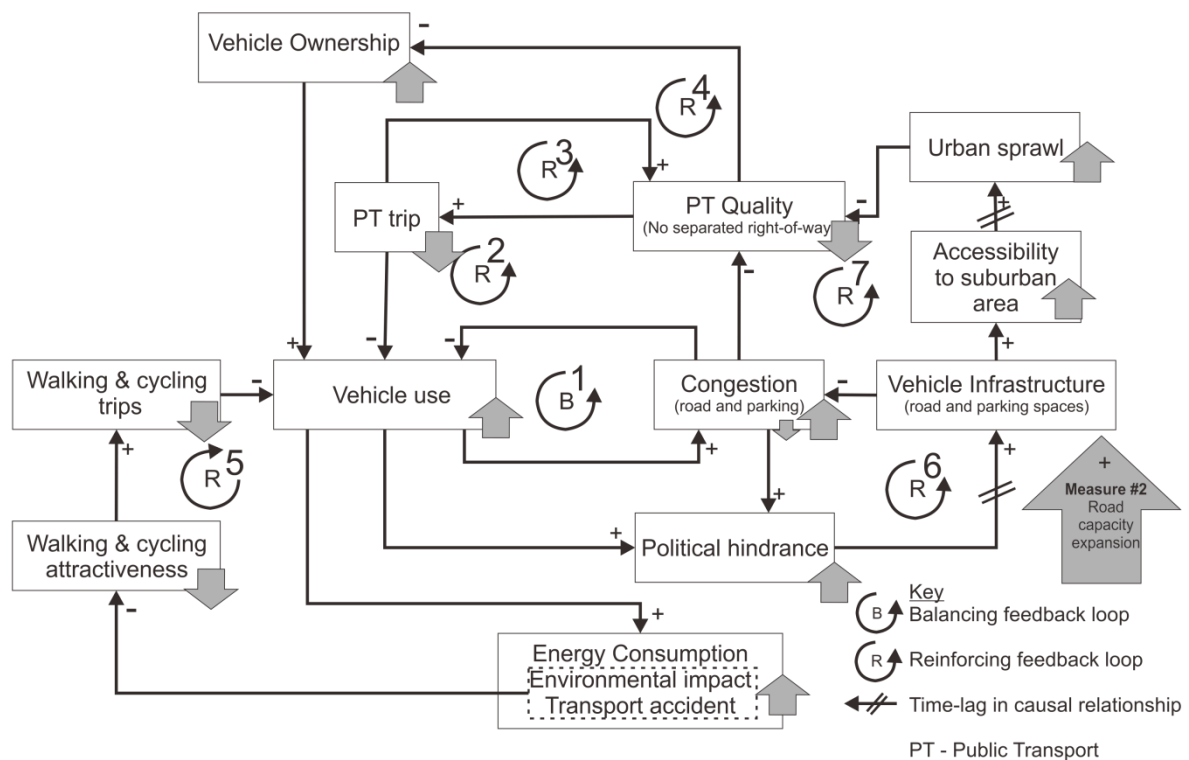 Vehicle Ownership
-
R 4
Urban sprawl
R 3
+
+
PT trip
+
PT Quality
(No separated right-of-way
-
-
Accessibility
to suburban
area
R 2
R 7
+
+
-
-
Walking & cycling
trips
-
Vehicle use
B 1
Congestion
(road and parking)
-
Vehicle Infrastructure
(road and parking spaces)
+
R 5
+
+
R 6
+
+
Measure #2
Road
capacity
expansion
Walking & cycling
attractiveness
+
Political hindrance
-
+
Energy Consumption
Environmental impact
Transport accident
Key
B Balancing feedback loop
R Reinforcing feedback loop
Time-lag in causal relationship
PT - Public Transport